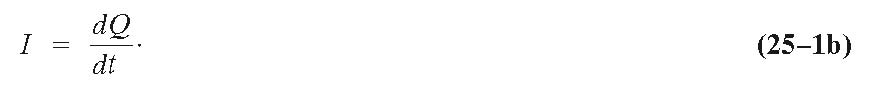 I = dQ/dt. (25–1b)